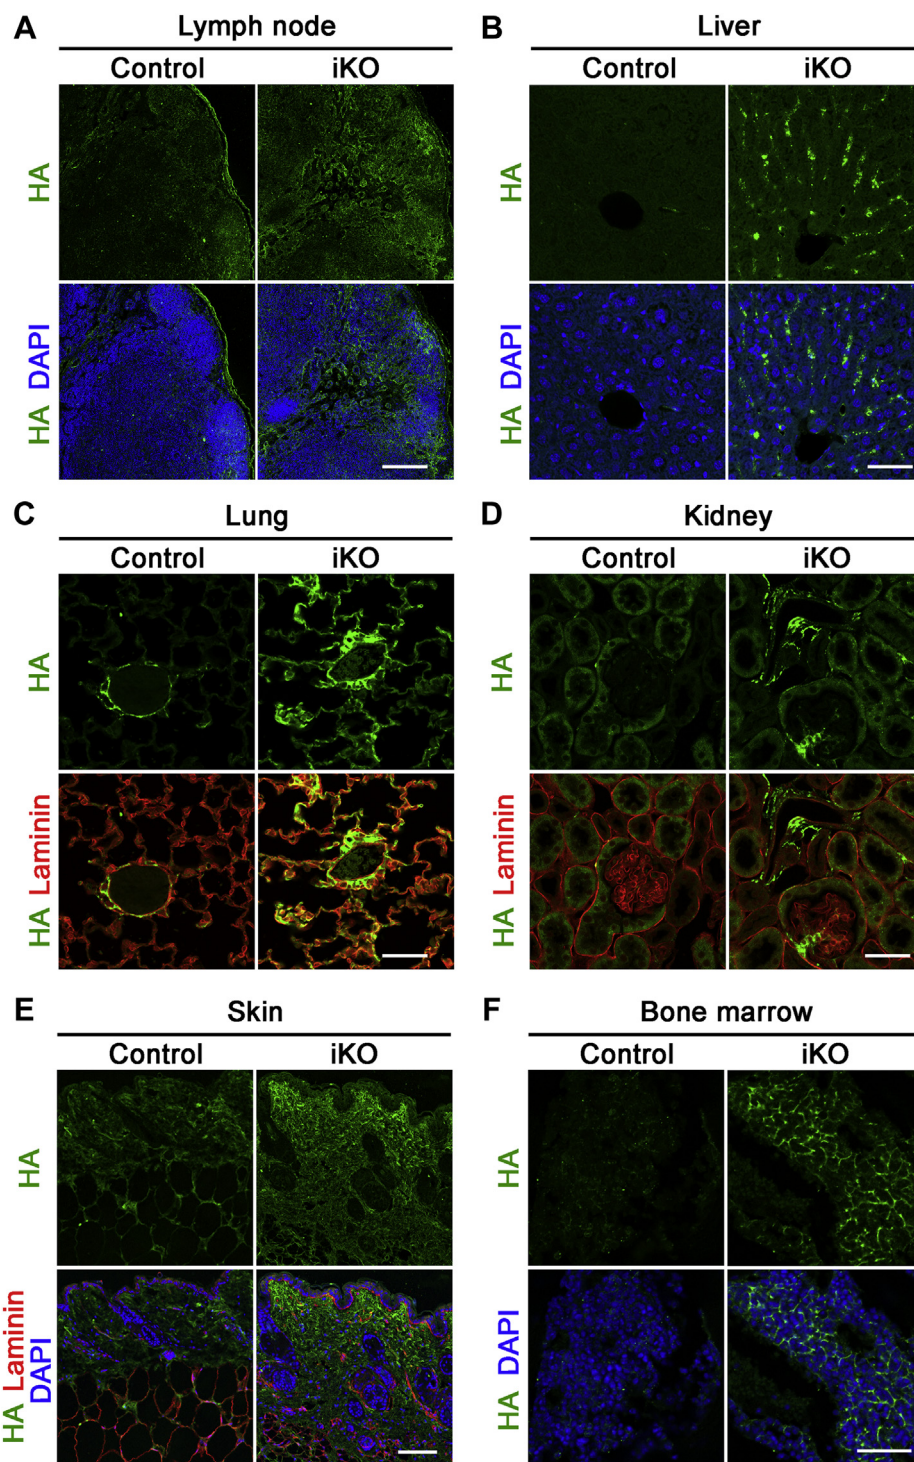 A Lymph node
Control iKO
HA
HA DAPI
B Liver
Control iKO
HA
HA DAPI
C Lung
Control iKO
HA
HA Laminin
D Kidney
Control iKO
HA
HA Laminin
E Skin
Control iKO
HA
HA Laminin
DAPI
F Bone marrow
Control iKO
HA
HA DAPI